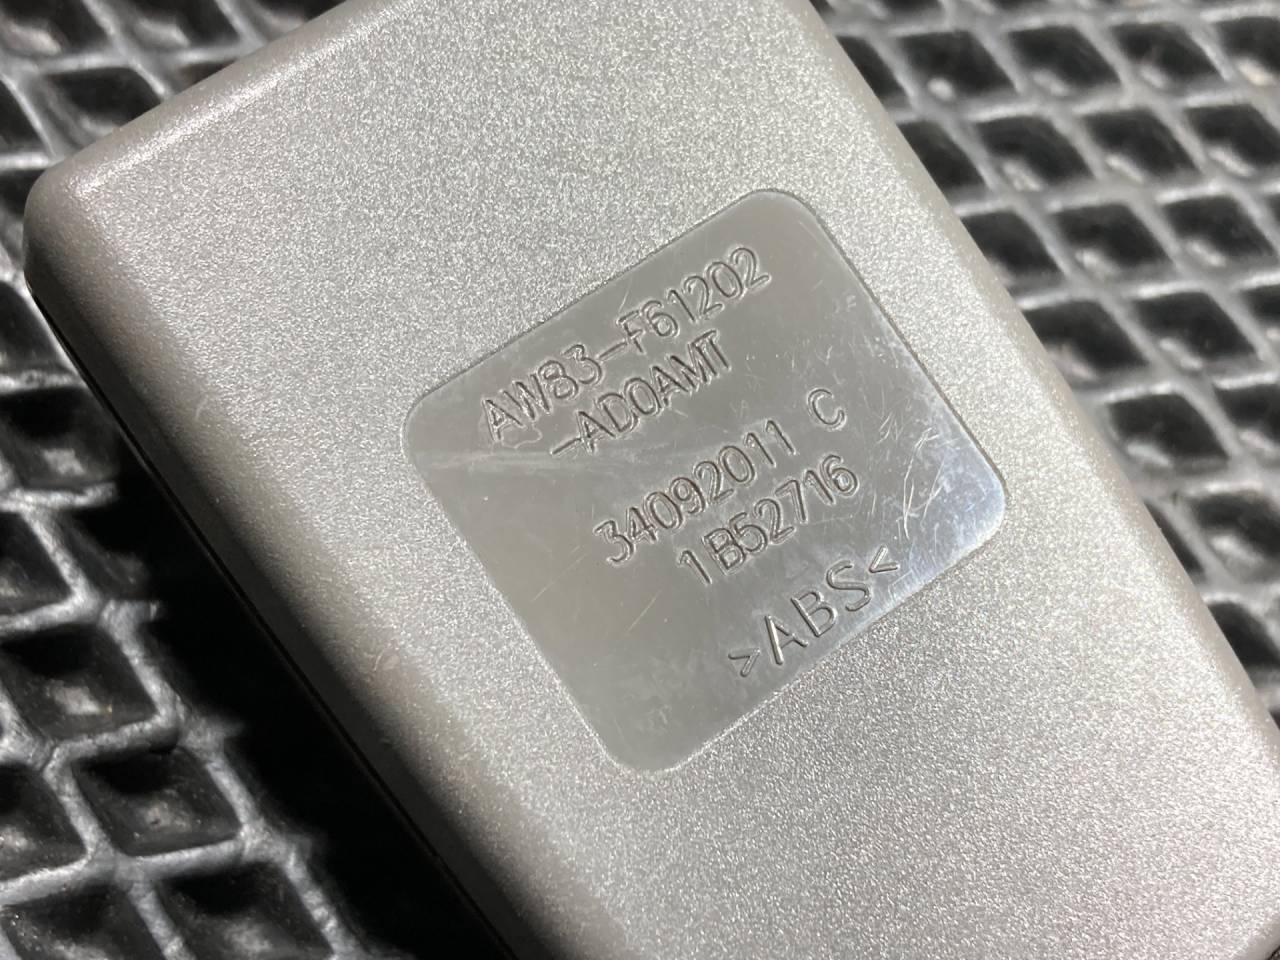 AW83-F61202
-AD0AMT
34092011 C
1B52716
>ABS<